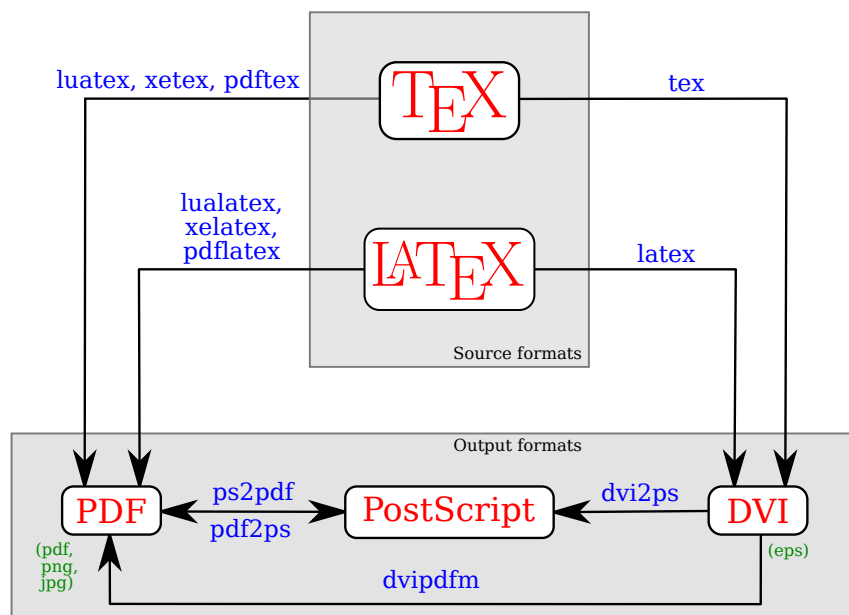 luatex, xetex, pdftex
TEX
tex
lualatex,
xelatex,
pdflatex
LATEX
latex
Source formats
Output formats
PDF
ps2pdf
pdf2ps
PostScript
dvi2ps
DVI
(pdf,
png,
jpg)
(eps)
dvipdfm